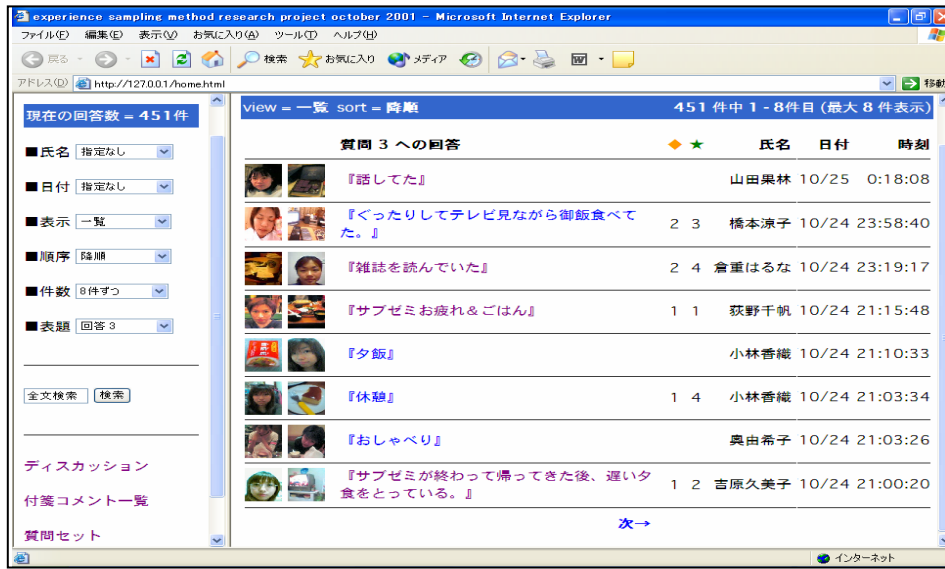 experience sampling method research project october 2001 - Microsoft Internet Explorer
ファイル(F) 編集(E) 表示(V) お気に入り(A) ツール(T) ヘルプ(H)
戻る 検索 お気に入り メディア
アドレス(D) http://127.0.0.1/home.html 移動
現在の回答数 = 451件
■氏名 指定なし
■日付 指定なし
■表示 一覧
■順序 降順
■件数 8件ずつ
■表題 回答 3
全文検索 検索
ディスカッション
付箋コメント一覧
質問セット
view = 一覧 sort = 降順 451 件中 1 - 8件目 (最大 8 件表示)
質問 3 への回答 ◆ ★ 氏名 日付 時刻
『話してた』 山田果林 10/25 0:18:08
『ぐったりしてテレビ見ながら御飯食べて
た。』 2 3 橋本涼子 10/24 23:58:40
『雑誌を読んでいた』 2 4 倉重はるな 10/24 23:19:17
『サブゼミお疲れ&ごはん』 1 1 荻野千帆 10/24 21:15:48
『夕飯』 小林香織 10/24 21:10:33
『休憩』 1 4 小林香織 10/24 21:03:34
『おしゃべり』 奥由希子 10/24 21:03:26
『サブゼミが終わって帰ってきた後、遅い夕
食をとっている。』 1 2 吉原久美子 10/24 21:00:20
次→
インターネット